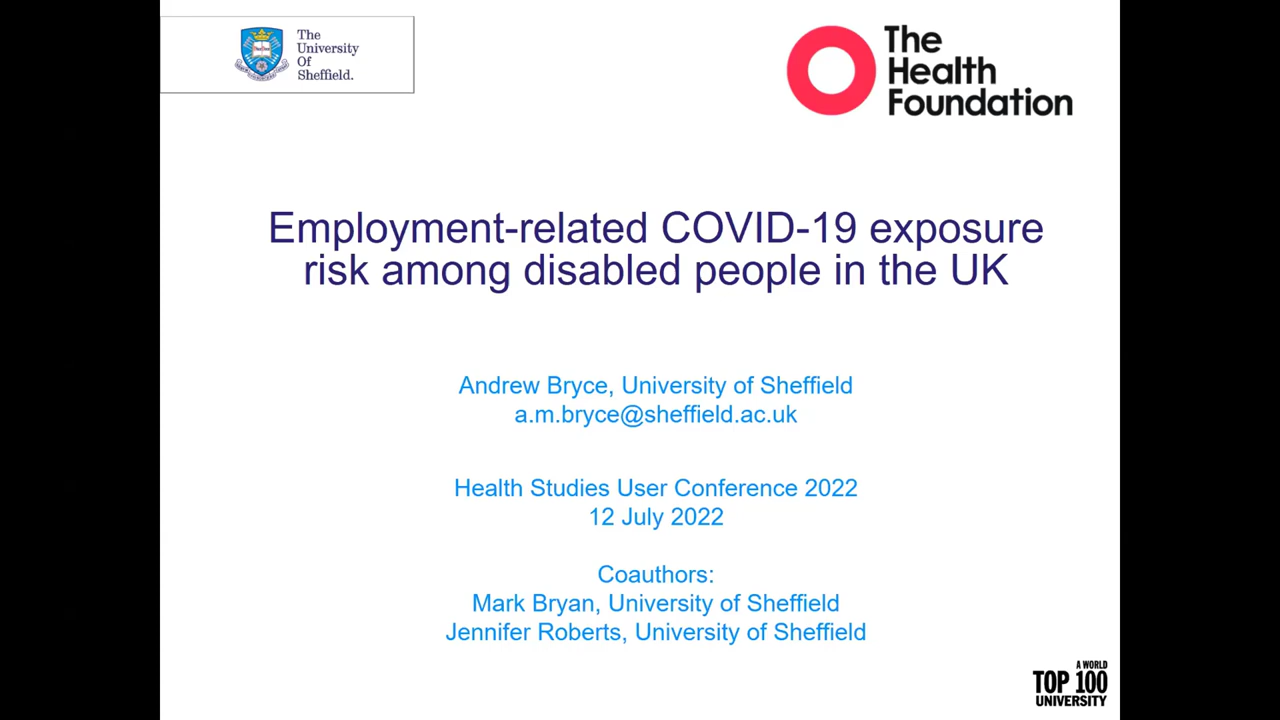 The
University
Of
Sheffield.
The
Health
Foundation
Employment-related COVID-19 exposure
risk among disabled people in the UK
Andrew Bryce, University of Sheffield
a.m.bryce@sheffield.ac.uk
Health Studies User Conference 2022
12 July 2022
Coauthors:
Mark Bryan, University of Sheffield
Jennifer Roberts, University of Sheffield
A WORLD
TOP 100
UNIVERSITY